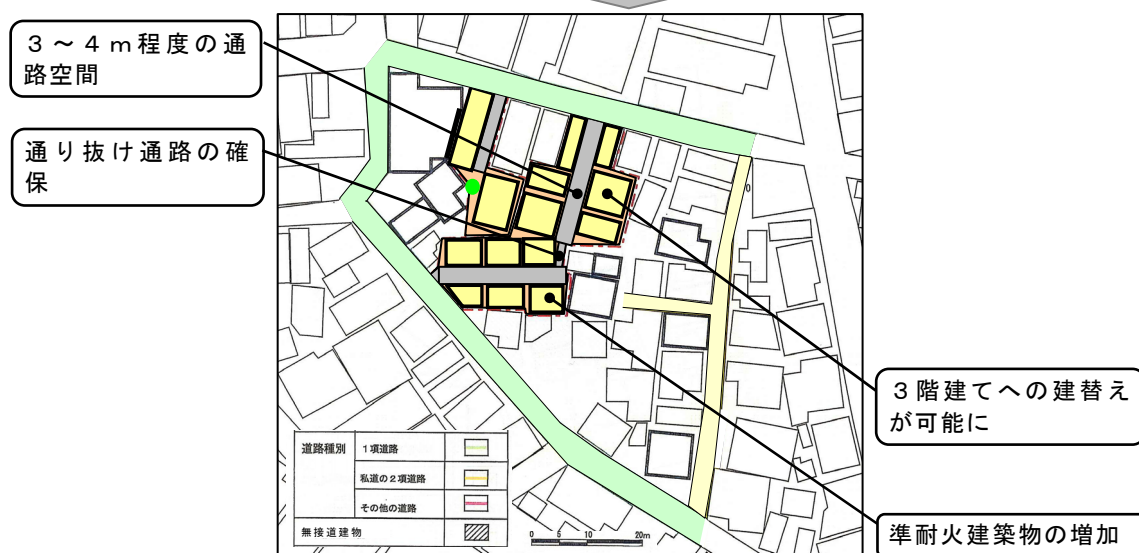 ３～４ｍ程度の通
路空間
通り抜け通路の確
保
３階建てへの建替え
が可能に
準耐火建築物の増加
道路種別
１項道路
私道の２項道路
その他の道路
無接道建物
0 5 10 20m